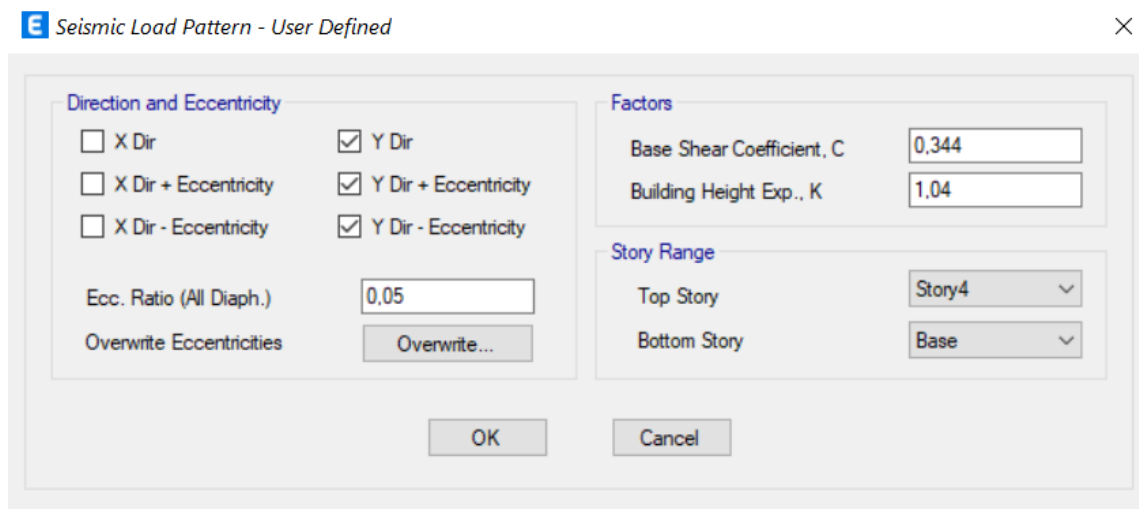 E Seismic Load Pattern - User Defined
Direction and Eccentricity
X Dir Y Dir
X Dir + Eccentricity Y Dir + Eccentricity
X Dir - Eccentricity Y Dir - Eccentricity
Ecc. Ratio (All Diaph.) 0,05
Overwrite Eccentricities Overwrite...
Factors
Base Shear Coefficient, C 0,344
Building Height Exp., K 1,04
Story Range
Top Story Story4
Bottom Story Base
OK Cancel